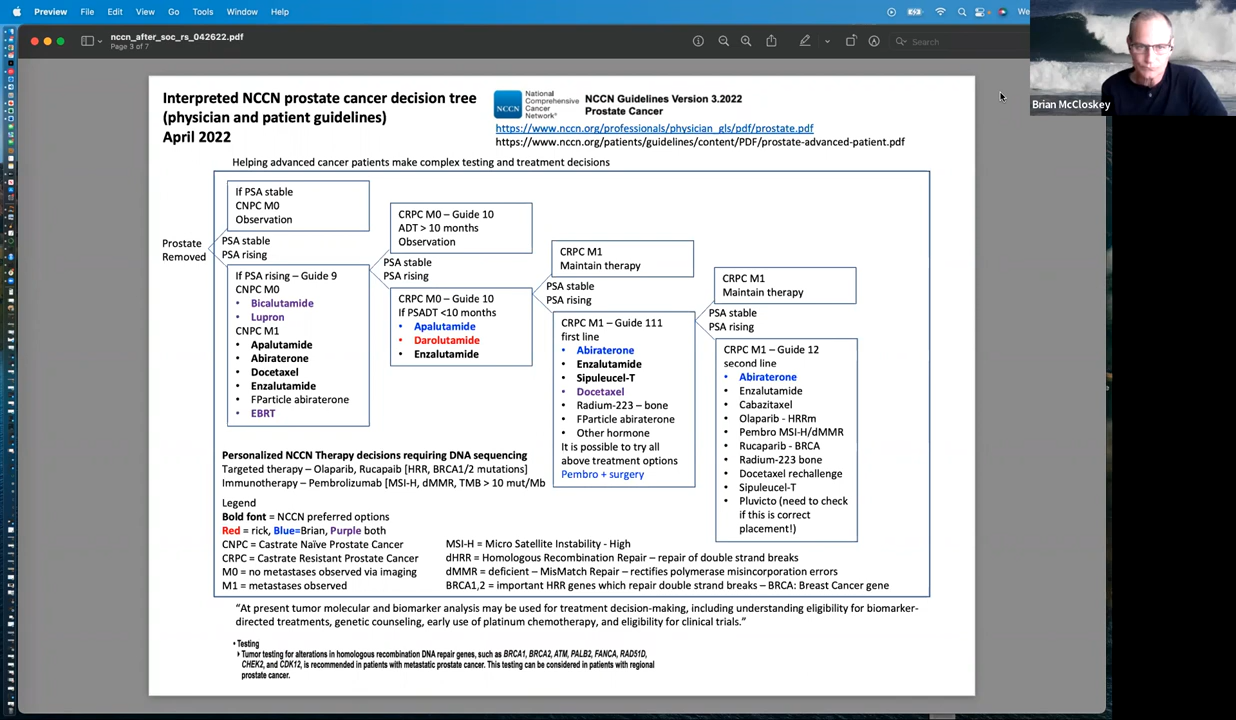 Preview File Edit View Go Tools Window Help
We
nccn_after_soc_rs_042622.pdf
Page 3 of 7
Search
Brian McCloskey
Interpreted NCCN prostate cancer decision tree
(physician and patient guidelines)
April 2022
NCCN
National
Comprehensive
Cancer
Network®
NCCN Guidelines Version 3.2022
Prostate Cancer
https://www.nccn.org/professionals/physician_gls/pdf/prostate.pdf
https://www.nccn.org/patients/guidelines/content/PDF/prostate-advanced-patient.pdf
Helping advanced cancer patients make complex testing and treatment decisions
Prostate
Removed
If PSA stable
CNPC M0
Observation
PSA stable
PSA rising
If PSA rising – Guide 9
CNPC M0
• Bicalutamide
• Lupron
CNPC M1
• Apalutamide
• Abiraterone
• Docetaxel
• Enzalutamide
• FParticle abiraterone
• EBRT
CRPC M0 – Guide 10
ADT > 10 months
Observation
PSA stable
PSA rising
CRPC M0 – Guide 10
If PSADT <10 months
• Apalutamide
• Darolutamide
• Enzalutamide
CRPC M1
Maintain therapy
PSA stable
PSA rising
CRPC M1 – Guide 111
first line
• Abiraterone
• Enzalutamide
• Sipuleucel-T
• Docetaxel
• Radium-223 – bone
• FParticle abiraterone
• Other hormone
It is possible to try all
above treatment options
Pembro + surgery
CRPC M1
Maintain therapy
PSA stable
PSA rising
CRPC M1 – Guide 12
second line
• Abiraterone
• Enzalutamide
• Cabazitaxel
• Olaparib - HRRm
• Pembro MSI-H/dMMR
• Rucaparib - BRCA
• Radium-223 bone
• Docetaxel rechallenge
• Sipuleucel-T
• Pluvicto (need to check
if this is correct
placement!)
Personalized NCCN Therapy decisions requiring DNA sequencing
Targeted therapy – Olaparib, Rucapaib [HRR, BRCA1/2 mutations]
Immunotherapy – Pembrolizumab [MSI-H, dMMR, TMB > 10 mut/Mb
Legend
Bold font = NCCN preferred options
Red = rick, Blue=Brian, Purple both
CNPC = Castrate Naïve Prostate Cancer
CRPC = Castrate Resistant Prostate Cancer
M0 = no metastases observed via imaging
M1 = metastases observed
MSI-H = Micro Satellite Instability - High
dHRR = Homologous Recombination Repair – repair of double strand breaks
dMMR = deficient – MisMatch Repair – rectifies polymerase misincorporation errors
BRCA1,2 = important HRR genes which repair double strand breaks – BRCA: Breast Cancer gene
“At present tumor molecular and biomarker analysis may be used for treatment decision-making, including understanding eligibility for biomarker-
directed treatments, genetic counseling, early use of platinum chemotherapy, and eligibility for clinical trials.”
• Testing
Tumor testing for alterations in homologous recombination DNA repair genes, such as BRCA1, BRCA2, ATM, PALB2, FANCA, RAD51D,
CHEK2, and CDK12, is recommended in patients with metastatic prostate cancer. This testing can be considered in patients with regional
prostate cancer.